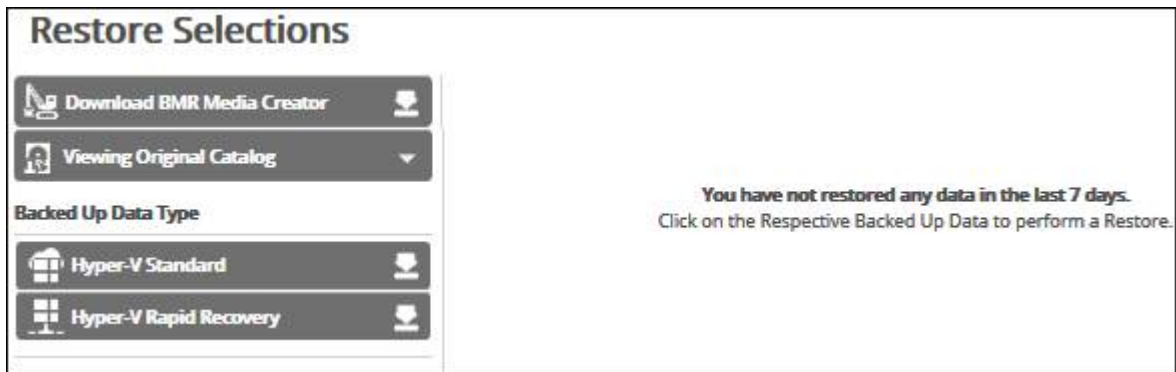 Restore Selections
Download BMR Media Creator
Viewing Original Catalog
Backed Up Data Type
Hyper-V Standard
Hyper-V Rapid Recovery
You have not restored any data in the last 7 days.
Click on the Respective Backed Up Data to perform a Restore.